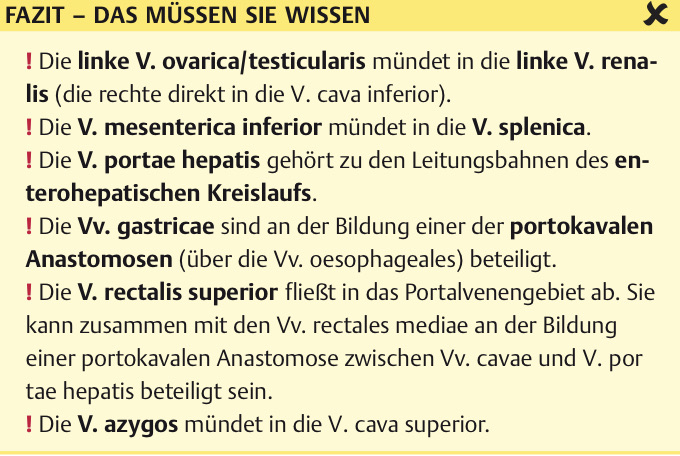 FAZIT – DAS MÜSSEN SIE WISSEN
! Die linke V. ovarica/testicularis mündet in die linke V. rena-
lis (die rechte direkt in die V. cava inferior).
! Die V. mesenterica inferior mündet in die V. splenica.
! Die V. portae hepatis gehört zu den Leitungsbahnen des en-
terohepatischen Kreislaufs.
! Die Vv. gastricae sind an der Bildung einer der portokavalen
Anastomosen (über die Vv. oesophageales) beteiligt.
! Die V. rectalis superior fließt in das Portalvenengebiet ab. Sie
kann zusammen mit den Vv. rectales mediae an der Bildung
einer portokavalen Anastomose zwischen Vv. cavae und V. por
tae hepatis beteiligt sein.
! Die V. azygos mündet in die V. cava superior.